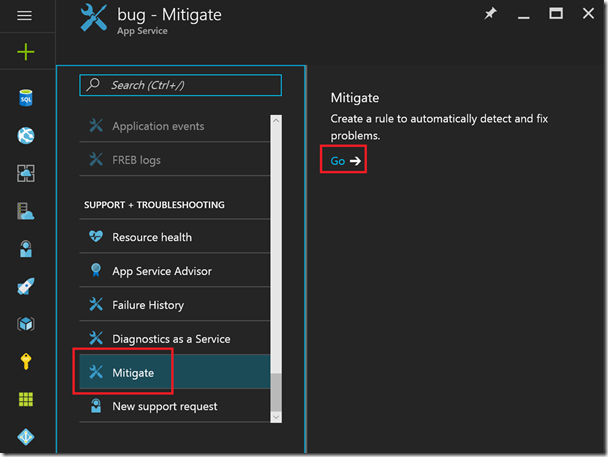 bug - Mitigate
App Service
Search (Ctrl+/)
Application events
FREB logs
SUPPORT + TROUBLESHOOTING
Resource health
App Service Advisor
Failure History
Diagnostics as a Service
Mitigate
New support request
Mitigate
Create a rule to automatically detect and fix
problems.
Go
SQL